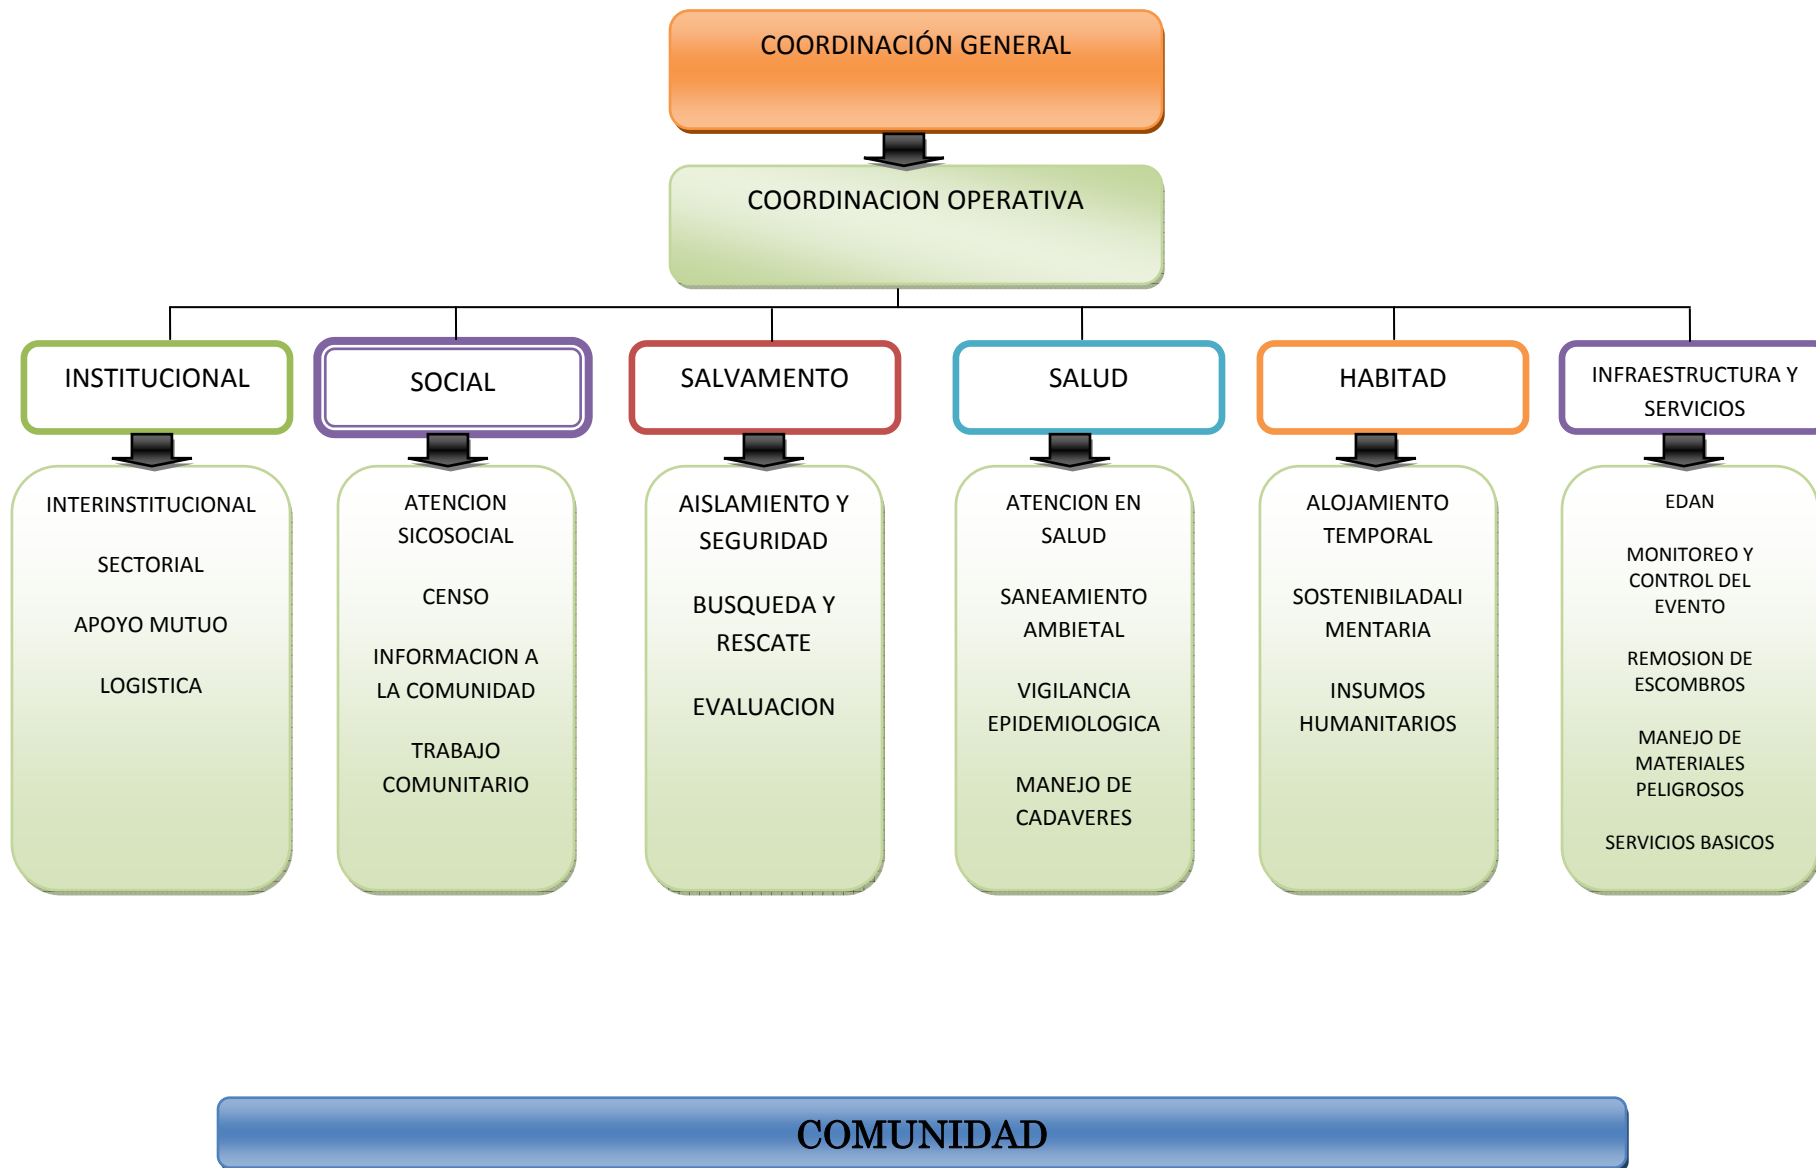 COORDINACIÓN GENERAL
COORDINACION OPERATIVA
INSTITUCIONAL
SOCIAL
SALVAMENTO
SALUD
HABITAD
INFRAESTRUCTURA Y
SERVICIOS
INTERINSTITUCIONAL
SECTORIAL
APOYO MUTUO
LOGISTICA
ATENCION
SICOSOCIAL
CENSO
INFORMACION A
LA COMUNIDAD
TRABAJO
COMUNITARIO
AISLAMIENTO Y
SEGURIDAD
BUSQUEDA Y
RESCATE
EVALUACION
ATENCION EN
SALUD
SANEAMIENTO
AMBIETAL
VIGILANCIA
EPIDEMIOLOGICA
MANEJO DE
CADAVERES
ALOJAMIENTO
TEMPORAL
SOSTENIBILADALI
MENTARIA
INSUMOS
HUMANITARIOS
EDAN
MONITOREO Y
CONTROL DEL
EVENTO
REMOSION DE
ESCOMBROS
MANEJO DE
MATERIALES
PELIGROSOS
SERVICIOS BASICOS
COMUNIDAD